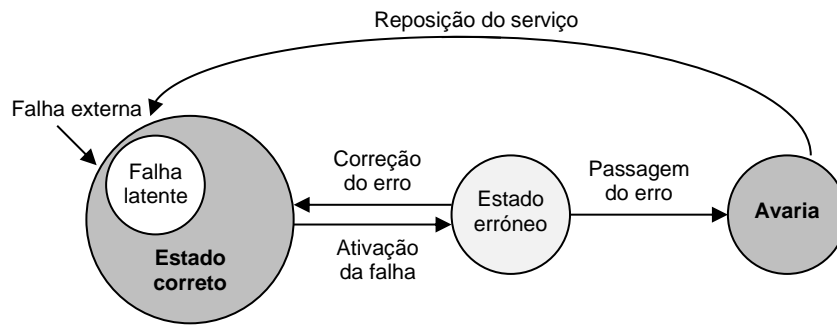 Reposição do serviço
Falha externa
Falha
latente
Estado
correto
Correção
do erro
Ativação
da falha
Estado
erróneo
Passagem
do erro
Avaria